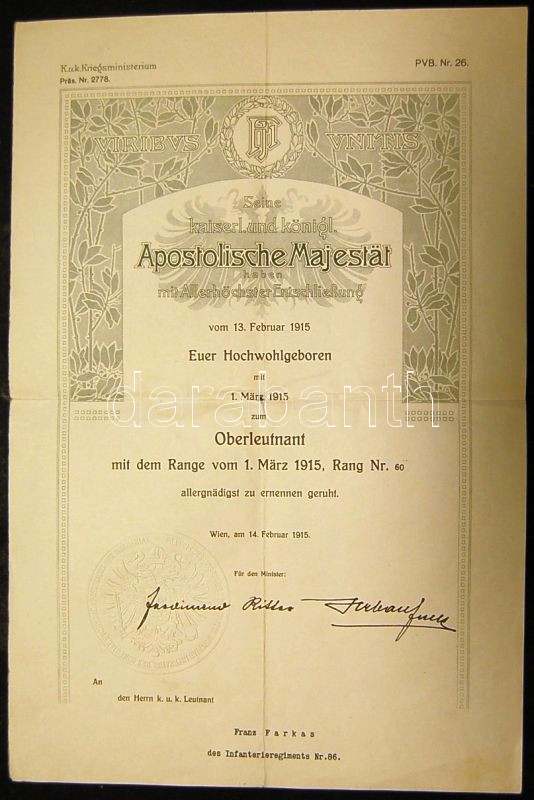 K.u.k. Kriegsministerium
Präs. Nr. 2778.
PVB. Nr. 26.
VIRIBVS VNITIS
FJI
Seine
kaiserl. und königl.
Apostolische Majestät
haben
mit Allerhöchster Entschließung
vom 13. Februar 1915
Euer Hochwohlgeboren
mit
1. März 1915
darabanth
zum
Oberleutnant
mit dem Range vom 1. März 1915, Rang Nr. 60
allergnädigst zu ernennen geruht.
Wien, am 14. Februar 1915.
Für den Minister:
Ferdinand Ritter
An
den Herrn k. u. k. Leutnant
Franz Farkas
des Infanterieregiments Nr.86.